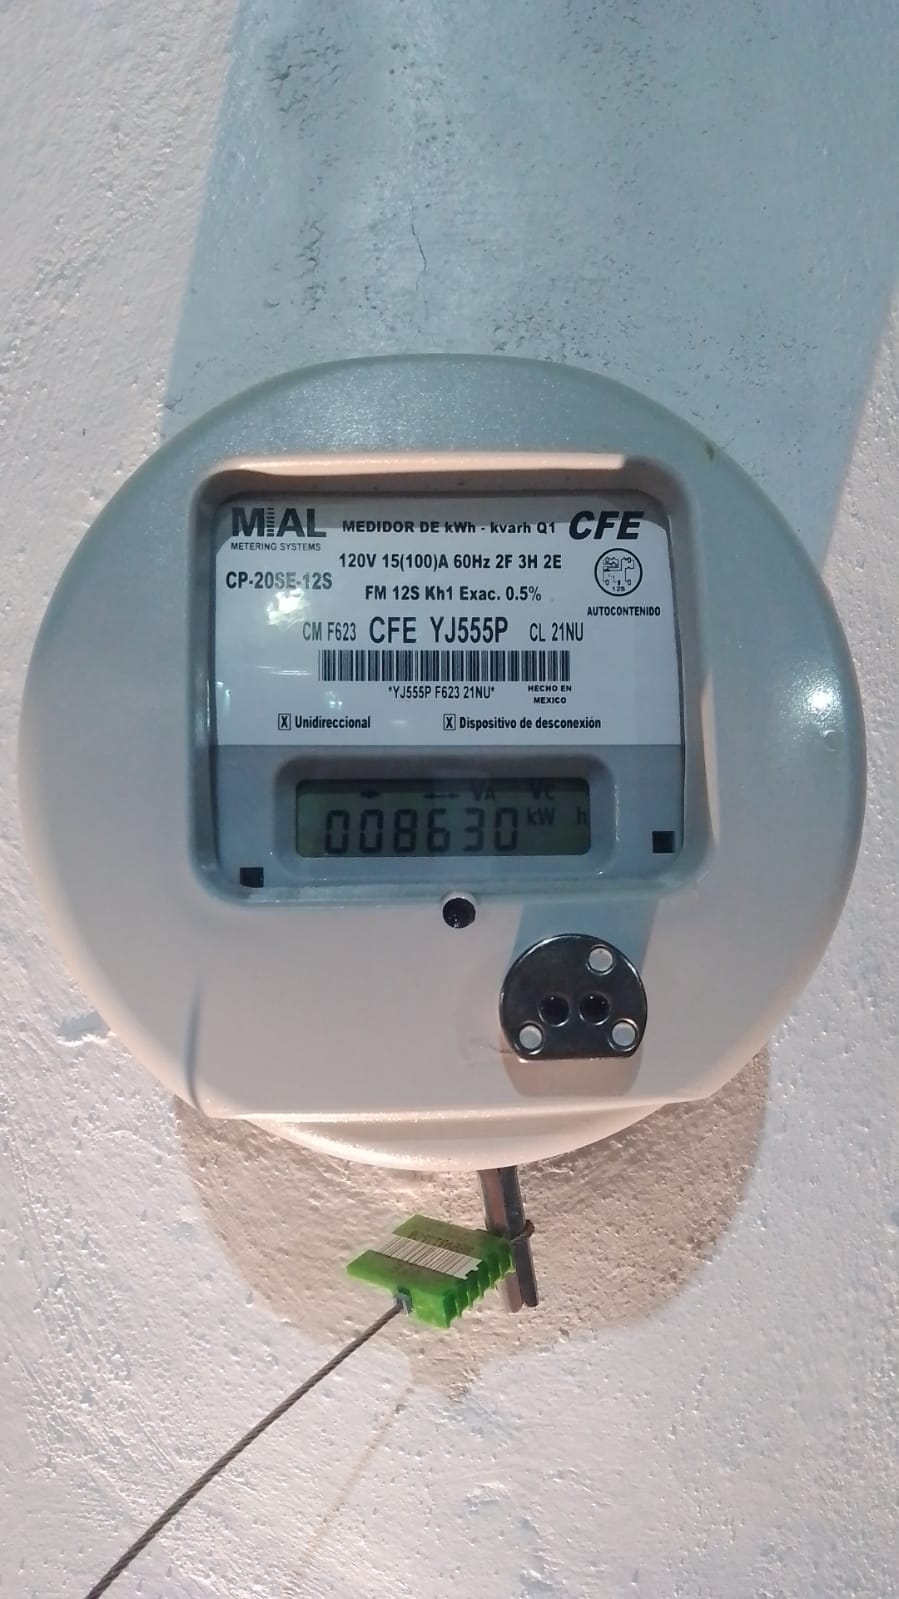 MIAL
METERING SYSTEMS
MEDIDOR DE kWh - kvarh Q1
CFE
120V 15(100)A 60Hz 2F 3H 2E
CP-20SE-12S
FM 12S Kh1 Exac. 0.5%
12S
AUTOCONTENIDO
CM F623 CFE YJ555P CL 21NU
*YJ555P F623 21NU*
HECHO EN
MEXICO
X Unidireccional
X Dispositivo de desconexión
VA VC
008630 kW h